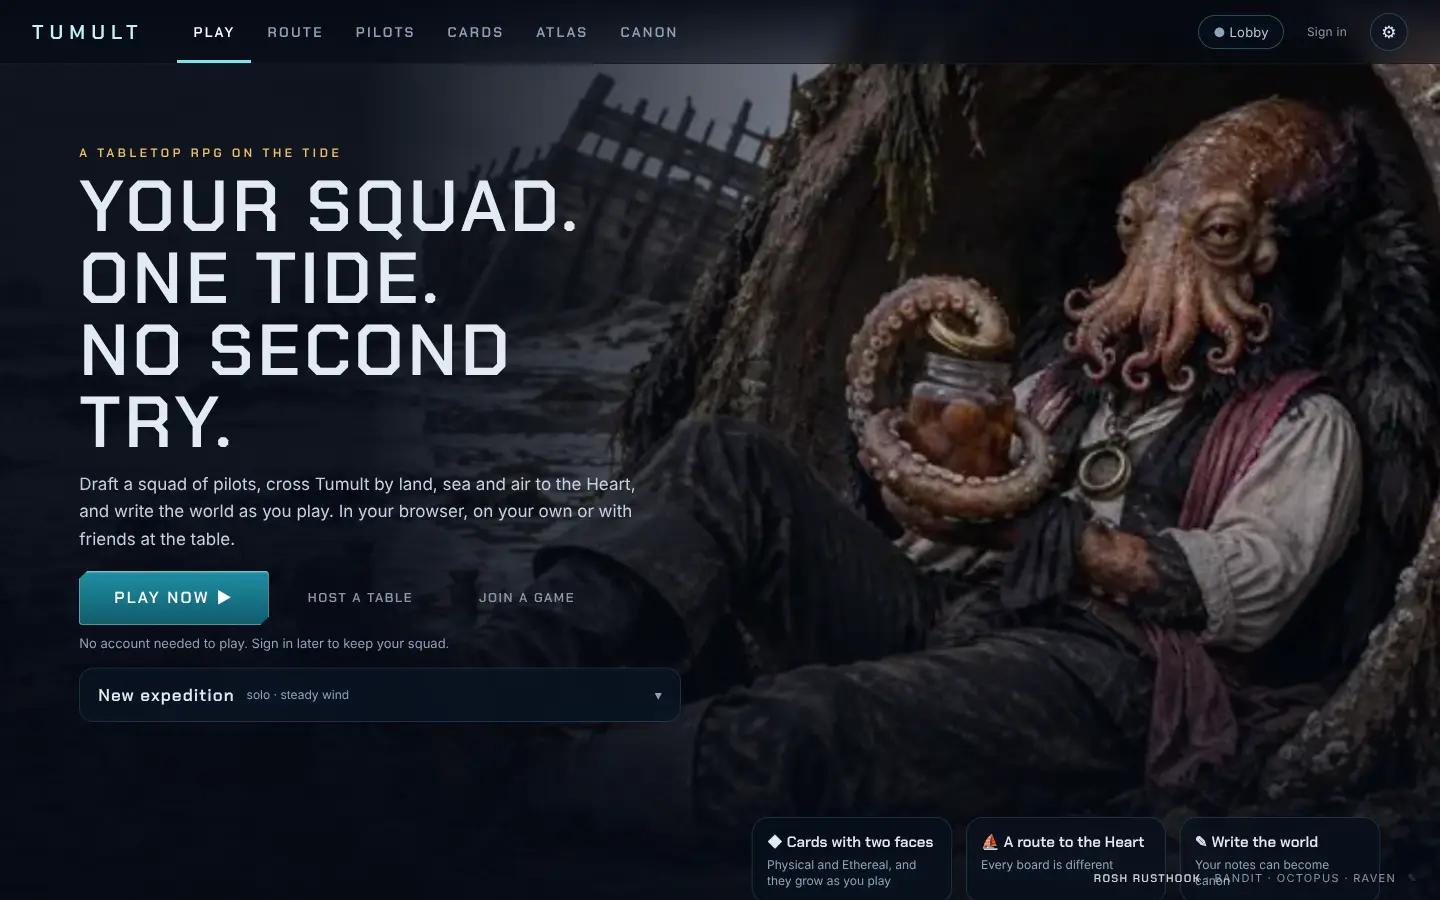 TUMULT
PLAY
ROUTE
PILOTS
CARDS
ATLAS
CANON
Lobby
Sign in
A TABLETOP RPG ON THE TIDE
YOUR SQUAD.
ONE TIDE.
NO SECOND
TRY.
Draft a squad of pilots, cross Tumult by land, sea and air to the Heart,
and write the world as you play. In your browser, on your own or with
friends at the table.
PLAY NOW ▶
HOST A TABLE
JOIN A GAME
No account needed to play. Sign in later to keep your squad.
New expedition solo · steady wind
Cards with two faces
Physical and Ethereal, and
they grow as you play
A route to the Heart
Every board is different
Write the world
Your notes can become
canon
ROSH RUSTHOOK · BANDIT · OCTOPUS · RAVEN